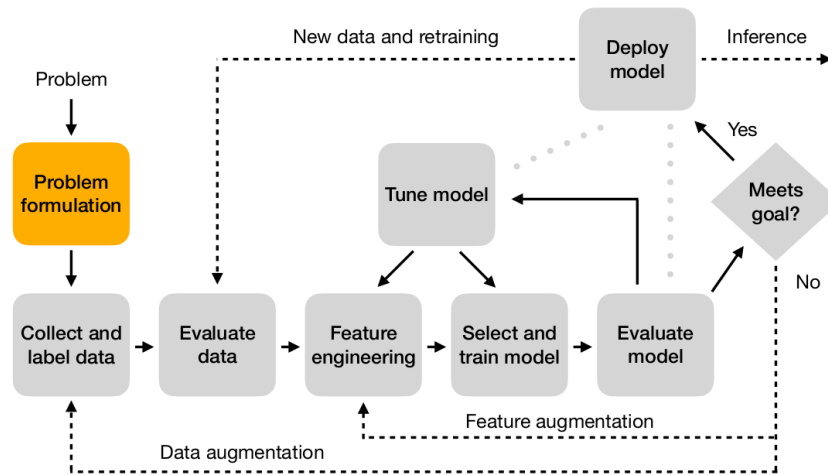 New data and retraining
Deploy
model
Inference
Problem
Yes
Problem
formulation
Tune model
Meets
goal?
No
Collect and
label data
Evaluate
data
Feature
engineering
Select and
train model
Evaluate
model
Feature augmentation
Data augmentation